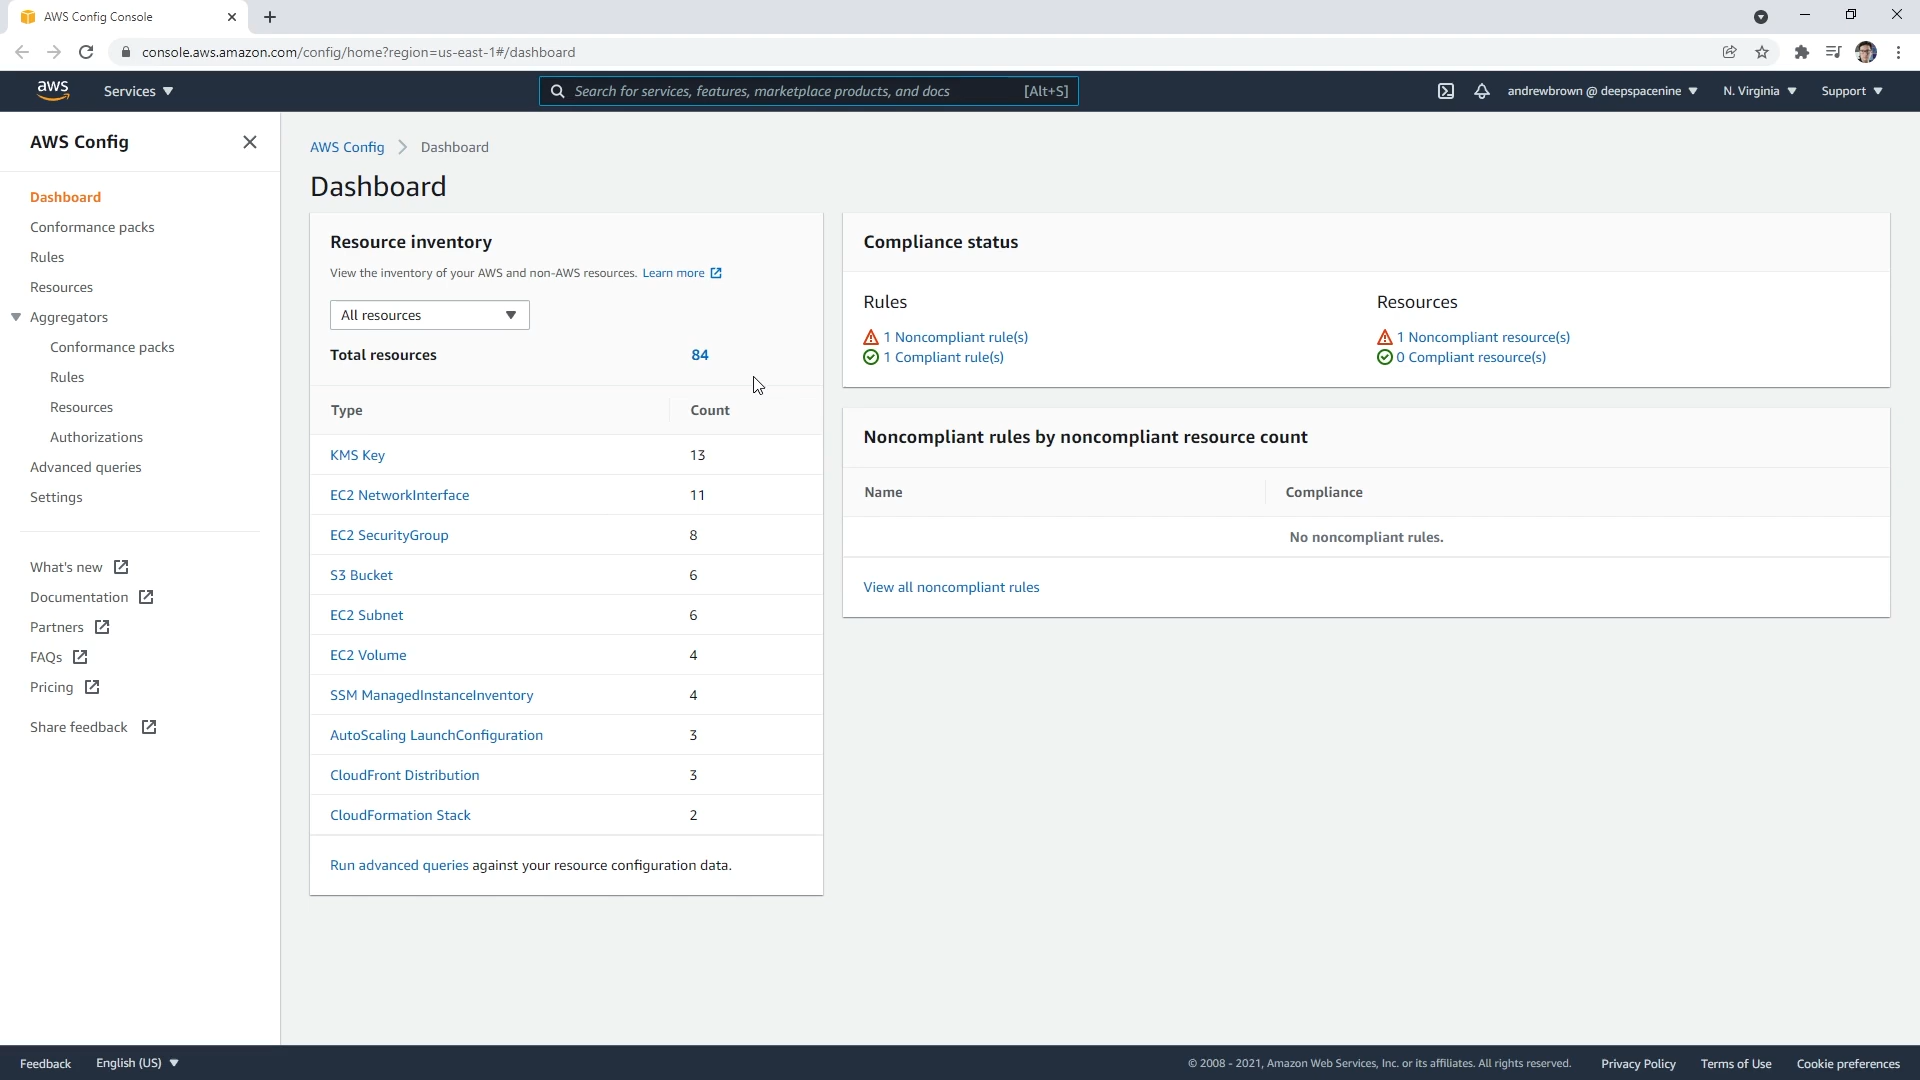 AWS Config Console
console.aws.amazon.com/config/home?region=us-east-1#/dashboard
aws
Services
Search for services, features, marketplace products, and docs [Alt+S]
andrewbrown @ deepspacenine
N. Virginia
Support
AWS Config
Dashboard
Conformance packs
Rules
Resources
Aggregators
Conformance packs
Rules
Resources
Authorizations
Advanced queries
Settings
What's new
Documentation
Partners
FAQs
Pricing
Share feedback
AWS Config Dashboard
Dashboard
Resource inventory
View the inventory of your AWS and non-AWS resources. Learn more
All resources
Total resources 84
Type Count
KMS Key 13
EC2 NetworkInterface 11
EC2 SecurityGroup 8
S3 Bucket 6
EC2 Subnet 6
EC2 Volume 4
SSM ManagedInstanceInventory 4
AutoScaling LaunchConfiguration 3
CloudFront Distribution 3
CloudFormation Stack 2
Run advanced queries against your resource configuration data.
Compliance status
Rules
1 Noncompliant rule(s)
1 Compliant rule(s)
Resources
1 Noncompliant resource(s)
0 Compliant resource(s)
Noncompliant rules by noncompliant resource count
Name Compliance
No noncompliant rules.
View all noncompliant rules
Feedback
English (US)
© 2008 - 2021, Amazon Web Services, Inc. or its affiliates. All rights reserved.
Privacy Policy
Terms of Use
Cookie preferences